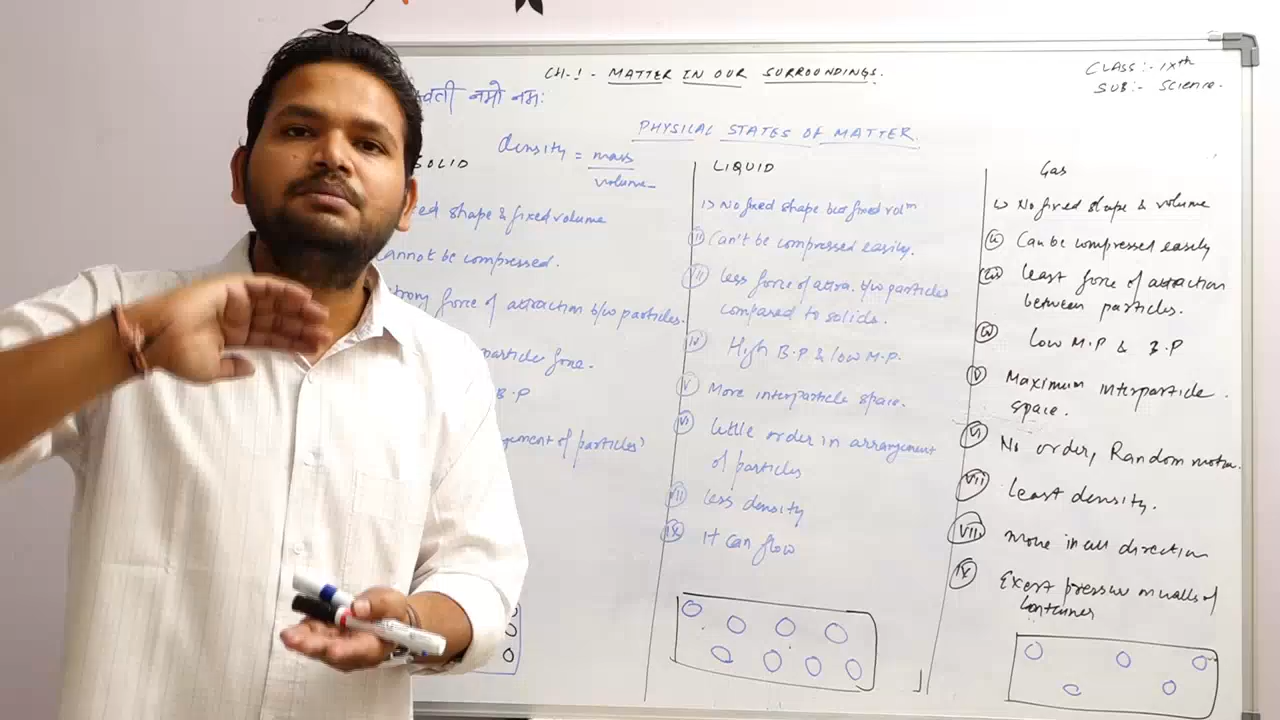 CH-1 - MATTER IN OUR SURROUNDINGS.
CLASS:- IXth
SUB:- Science.
नमो नमः
PHYSICAL STATES OF MATTER
density = mass
volume
SOLID
shape & fixed volume
cannot be compressed.
strong force of attraction b/w particles.
B.P
of particles
LIQUID
i> No fixed shape but fixed volm
ii Can't be compressed easily.
iii less force of attra. b/w particles
compared to solids.
iv High B.P & low M.P.
v More interparticle space.
vi little order in arrangement
of particles
vii less density
ix It can flow
Gas
i> No fixed shape & volume
ii Can be compressed easily
iii least force of attraction
between particles.
iv low M.P & B.P
v Maximum interparticle
space.
vi No order, Random motion.
vii least density.
VIII move in all direction
ix Exert pressure on walls of
container